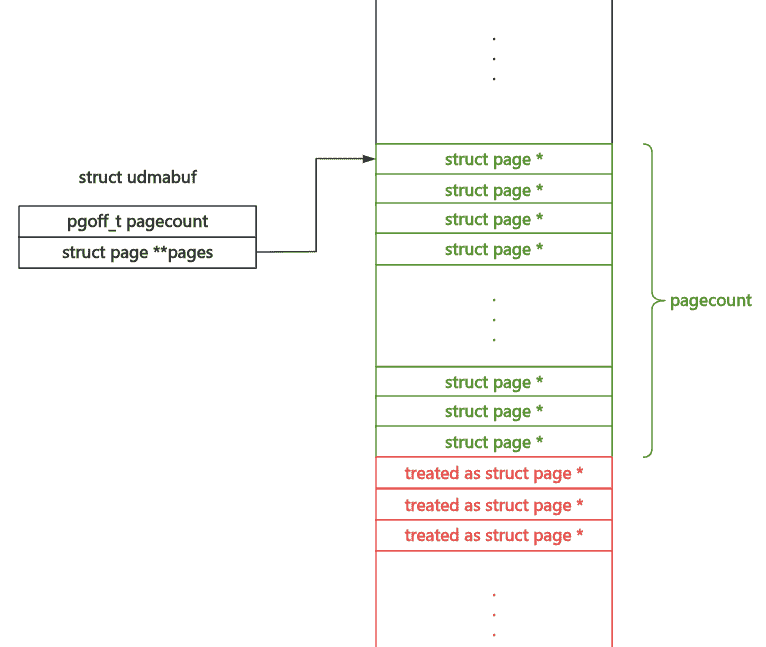 struct udmabuf
pgoff_t pagecount
struct page **pages
struct page *
struct page *
struct page *
struct page *
struct page *
struct page *
struct page *
pagecount
treated as struct page *
treated as struct page *
treated as struct page *